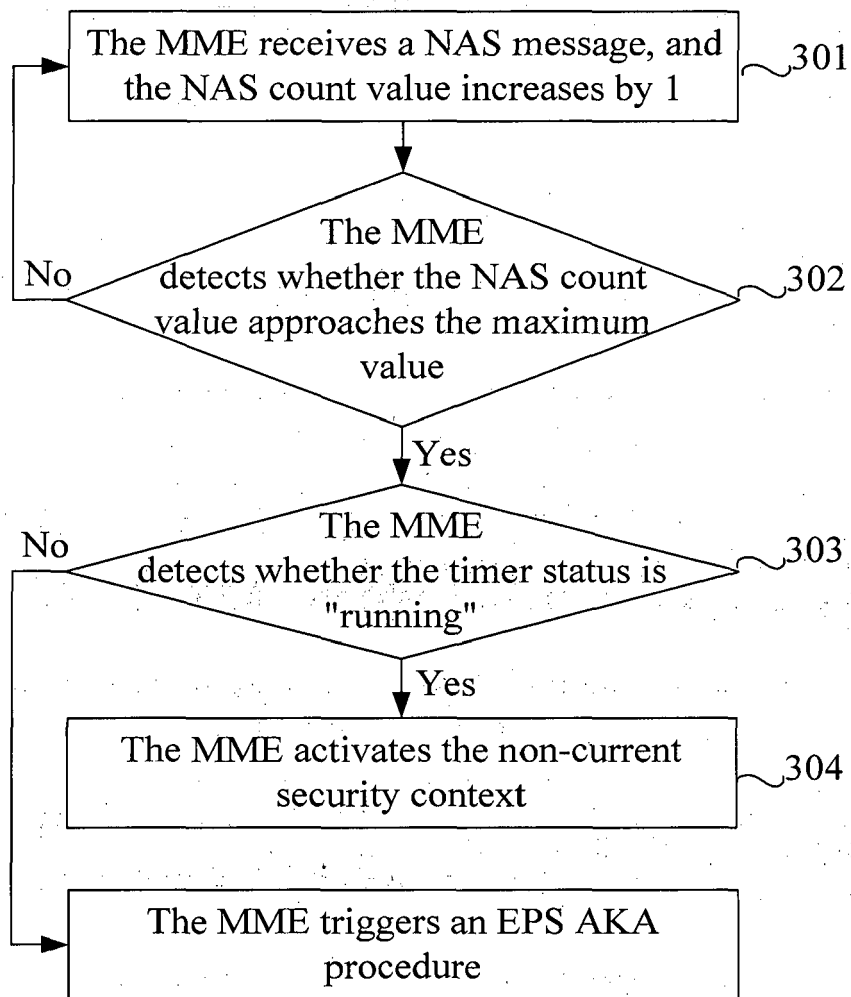 The MME receives a NAS message, and
the NAS count value increases by 1
301
The MME
detects whether the NAS count
value approaches the maximum
value
302
No
Yes
The MME
detects whether the timer status is
"running"
303
No
Yes
The MME activates the non-current
security context
304
The MME triggers an EPS AKA
procedure